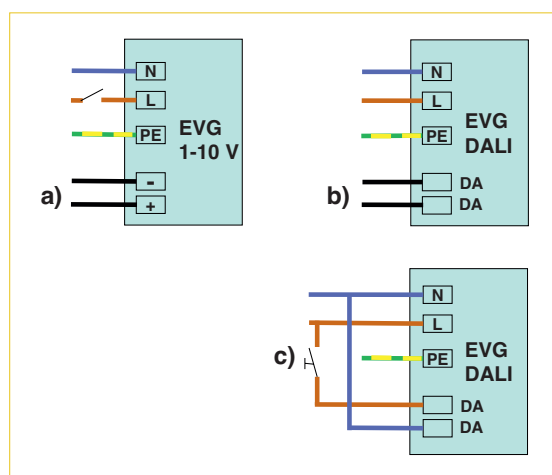 N
L
PE
EVG
1-10 V
-
+
a)
N
L
PE
EVG
DALI
DA
DA
b)
N
L
PE
EVG
DALI
DA
DA
c)